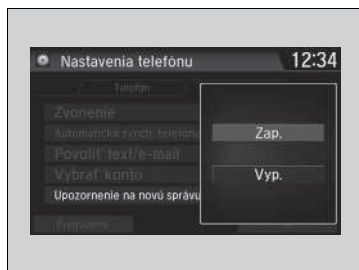 Nastavenia telefónu 12:34
Telefón
Zvonenie
Automatická synch. telefónu
Povoliť text/e-mail
Vybrať konto
Upozornenie na novú správu
Zap.
Vyp.